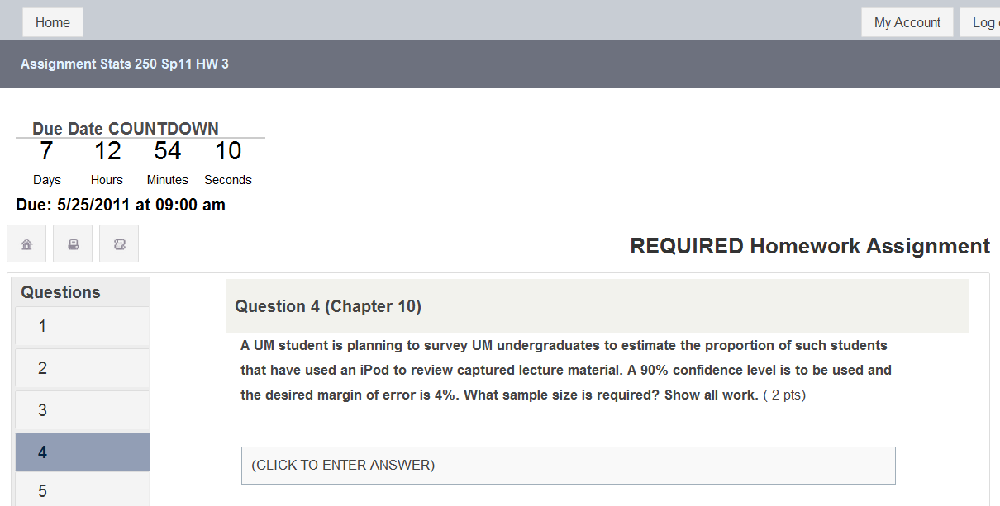 Home
My Account
Log
Assignment Stats 250 Sp11 HW 3
Due Date COUNTDOWN
7 12 54 10
Days Hours Minutes Seconds
Due: 5/25/2011 at 09:00 am
REQUIRED Homework Assignment
Questions
1
2
3
4
5
Question 4 (Chapter 10)
A UM student is planning to survey UM undergraduates to estimate the proportion of such students
that have used an iPod to review captured lecture material. A 90% confidence level is to be used and
the desired margin of error is 4%. What sample size is required? Show all work. ( 2 pts)
(CLICK TO ENTER ANSWER)